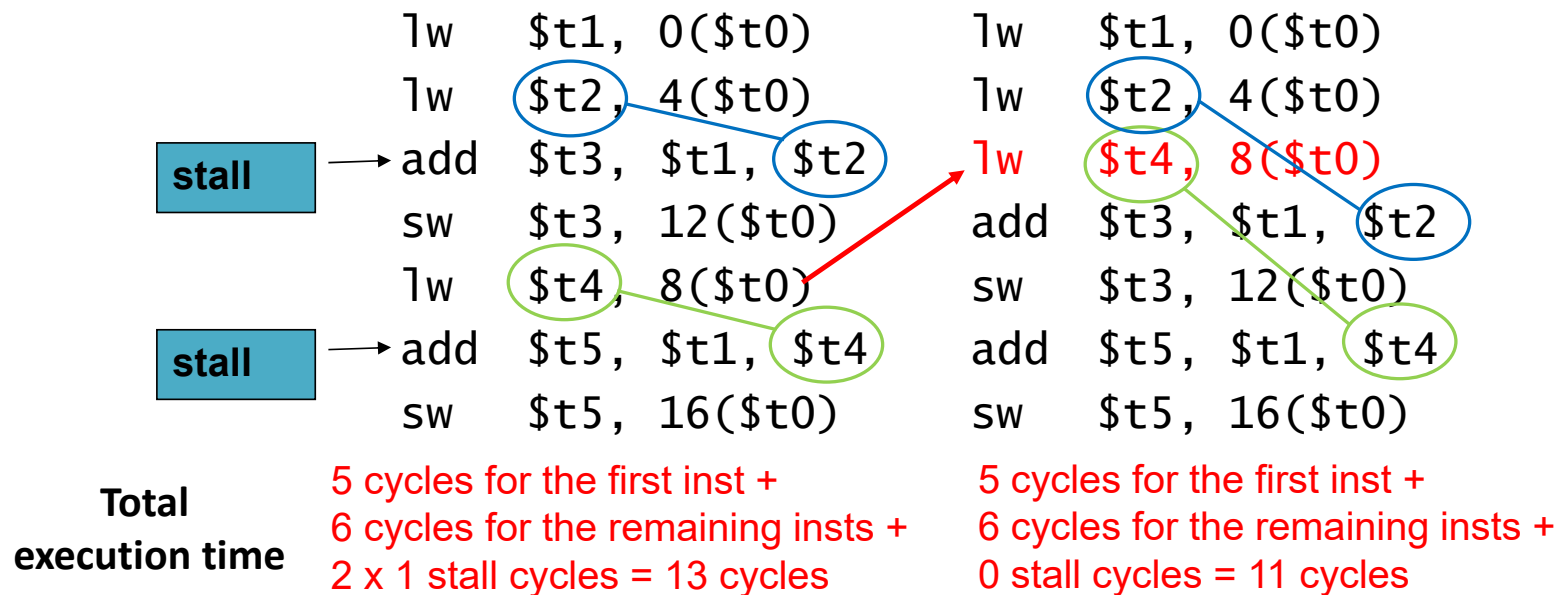 lw $t1, 0($t0)
lw $t2, 4($t0)
stall
add $t3, $t1, $t2
sw $t3, 12($t0)
lw $t4, 8($t0)
stall
add $t5, $t1, $t4
sw $t5, 16($t0)
lw $t1, 0($t0)
lw $t2, 4($t0)
lw $t4, 8($t0)
add $t3, $t1, $t2
sw $t3, 12($t0)
add $t5, $t1, $t4
sw $t5, 16($t0)
Total
execution time
5 cycles for the first inst +
6 cycles for the remaining insts +
2 x 1 stall cycles = 13 cycles
5 cycles for the first inst +
6 cycles for the remaining insts +
0 stall cycles = 11 cycles